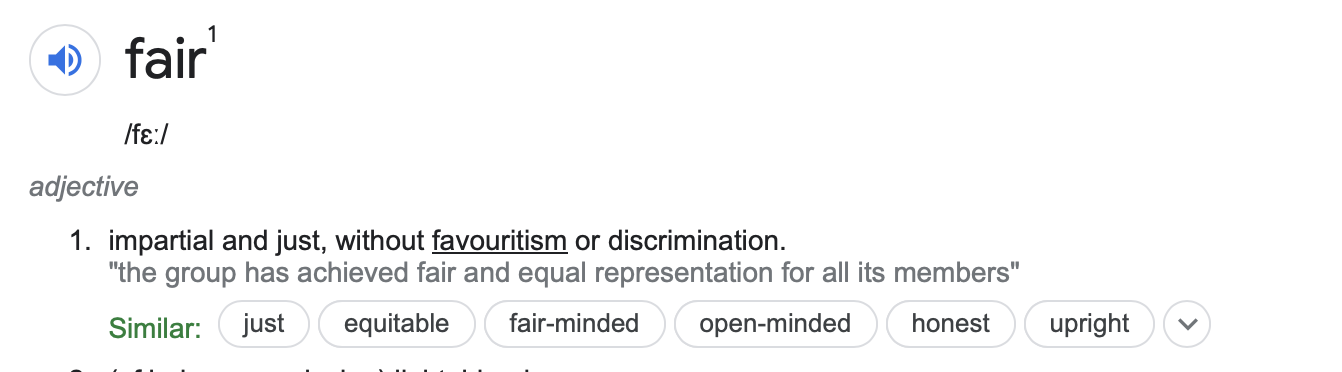 fair¹
/fɛː/
adjective
1. impartial and just, without favouritism or discrimination.
"the group has achieved fair and equal representation for all its members"
Similar: just equitable fair-minded open-minded honest upright